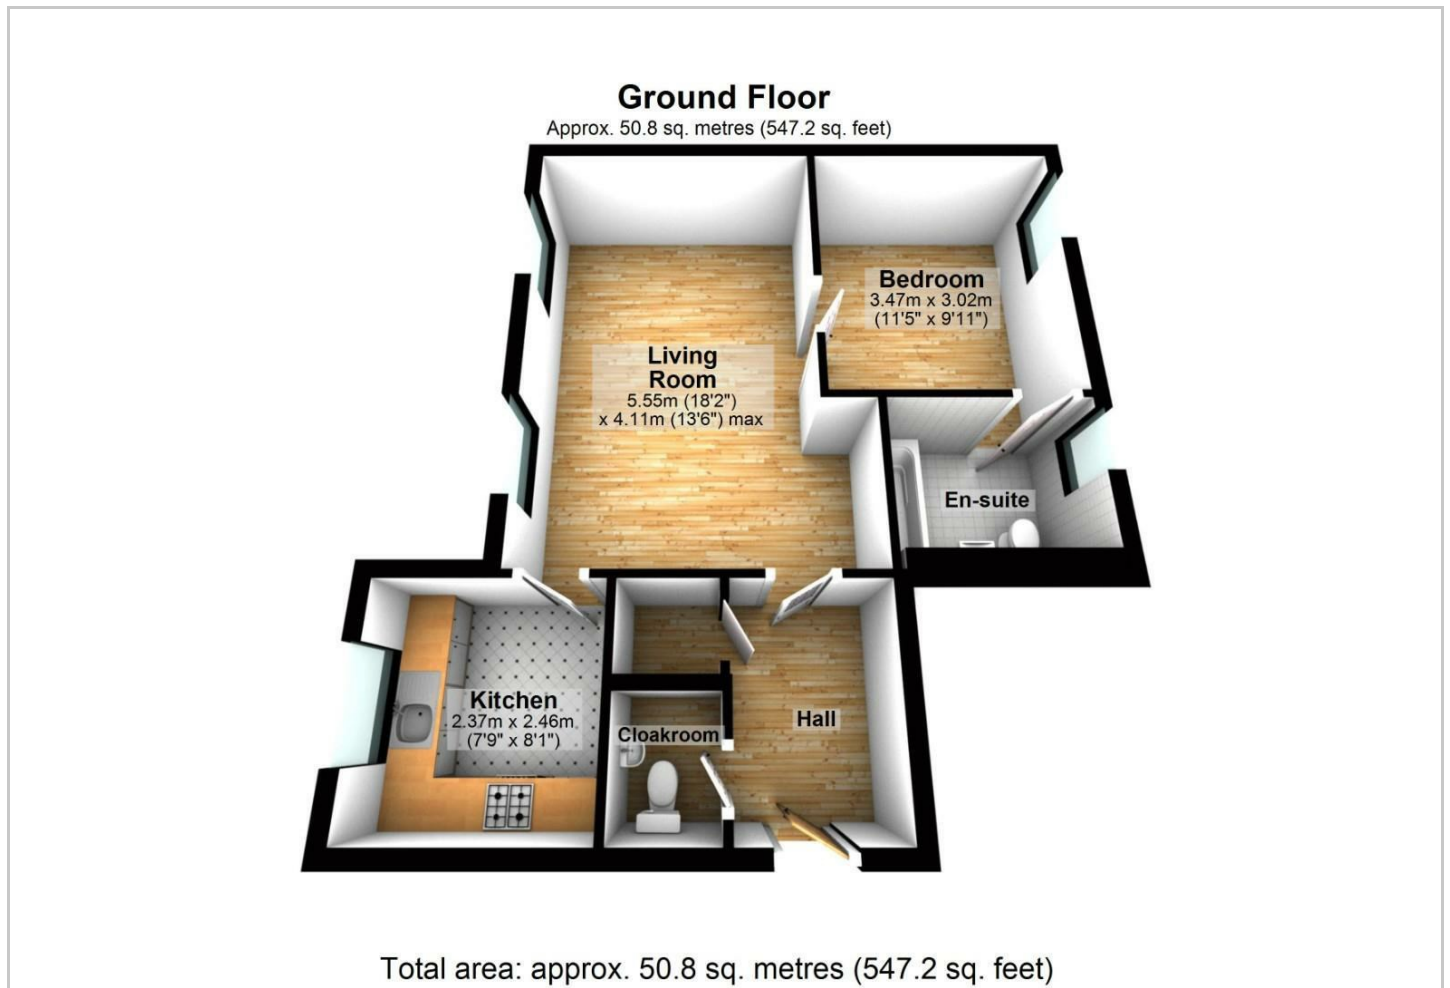 Ground Floor
Approx. 50.8 sq. metres (547.2 sq. feet)
Bedroom
3.47m x 3.02m
(11'5" x 9'11")
Living
Room
5.55m (18'2")
x 4.11m (13'6") max
En-suite
Kitchen
2.37m x 2.46m
(7'9" x 8'1")
Cloakroom
Hall
Total area: approx. 50.8 sq. metres (547.2 sq. feet)